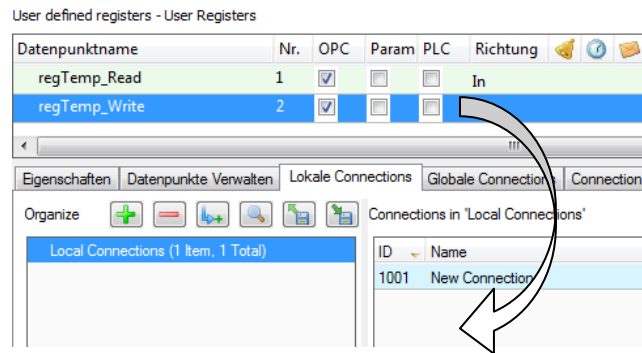 User defined registers - User Registers
Datenpunktname Nr. OPC Param PLC Richtung
regTemp_Read 1 In
regTemp_Write 2
Eigenschaften Datenpunkte Verwalten Lokale Connections Globale Connections Connection
Organize Connections in 'Local Connections'
Local Connections (1 Item, 1 Total) ID Name
1001 New Connection